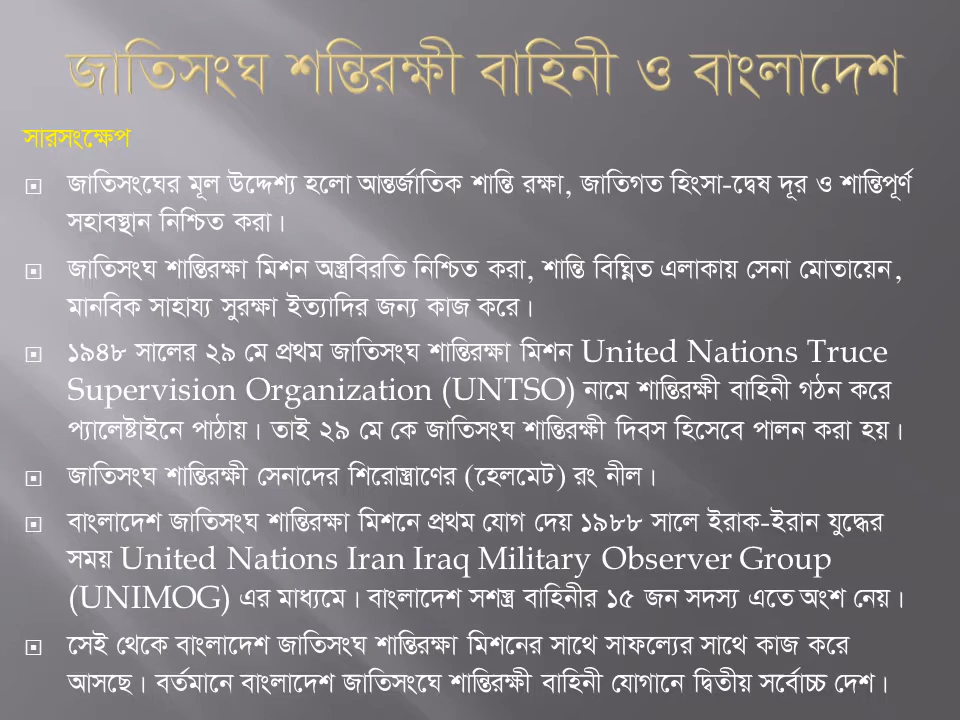 জাতিসংঘ শন্তিরক্ষী বাহিনী ও বাংলাদেশ
সারসংক্ষেপ
জাতিসংঘের মূল উদ্দেশ্য হলো আন্তর্জাতিক শান্তি রক্ষা, জাতিগত হিংসা-দ্বেষ দূর ও শান্তিপূর্ণ
সহাবস্থান নিশ্চিত করা।
জাতিসংঘ শান্তিরক্ষা মিশন অস্ত্রবিরতি নিশ্চিত করা, শান্তি বিঘ্নিত এলাকায় সেনা মোতায়েন,
মানবিক সাহায্য সুরক্ষা ইত্যাদির জন্য কাজ করে।
১৯৪৮ সালের ২৯ মে প্রথম জাতিসংঘ শান্তিরক্ষা মিশন United Nations Truce
Supervision Organization (UNTSO) নামে শান্তিরক্ষী বাহিনী গঠন করে
প্যালেষ্টাইনে পাঠায়। তাই ২৯ মে কে জাতিসংঘ শান্তিরক্ষী দিবস হিসেবে পালন করা হয়।
জাতিসংঘ শান্তিরক্ষী সেনাদের শিরোস্ত্রাণের (হেলমেট) রং নীল।
বাংলাদেশ জাতিসংঘ শান্তিরক্ষা মিশনে প্রথম যোগ দেয় ১৯৮৮ সালে ইরাক-ইরান যুদ্ধের
সময় United Nations Iran Iraq Military Observer Group
(UNIMOG) এর মাধ্যমে। বাংলাদেশ সশস্ত্র বাহিনীর ১৫ জন সদস্য এতে অংশ নেয়।
সেই থেকে বাংলাদেশ জাতিসংঘ শান্তিরক্ষা মিশনের সাথে সাফল্যের সাথে কাজ করে
আসছে। বর্তমানে বাংলাদেশ জাতিসংঘে শান্তিরক্ষী বাহিনী যোগানে দ্বিতীয় সর্বোচ্চ দেশ।